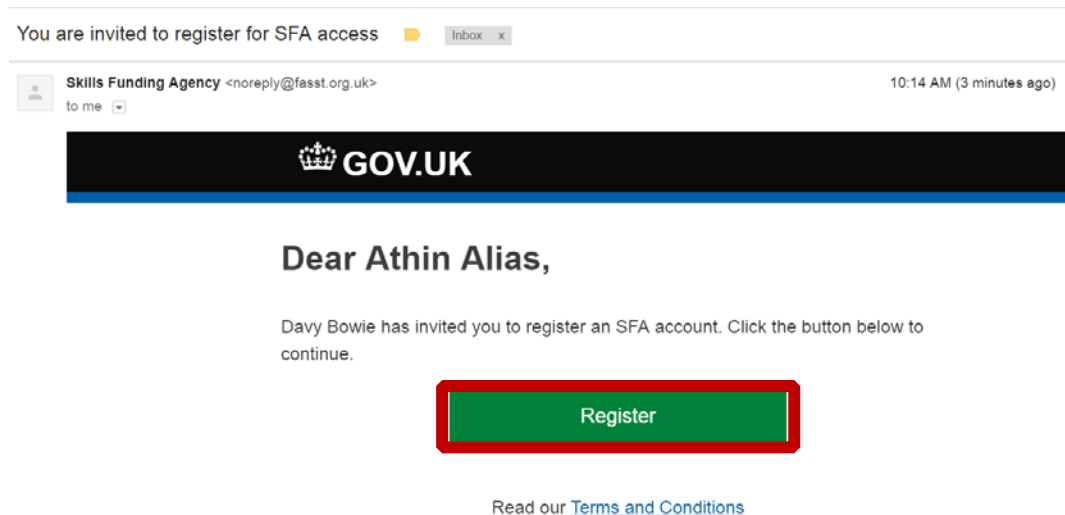 You are invited to register for SFA access Inbox x
Skills Funding Agency <noreply@fasst.org.uk> 10:14 AM (3 minutes ago)
to me
GOV.UK
Dear Athin Alias,
Davy Bowie has invited you to register an SFA account. Click the button below to
continue.
Register
Read our Terms and Conditions